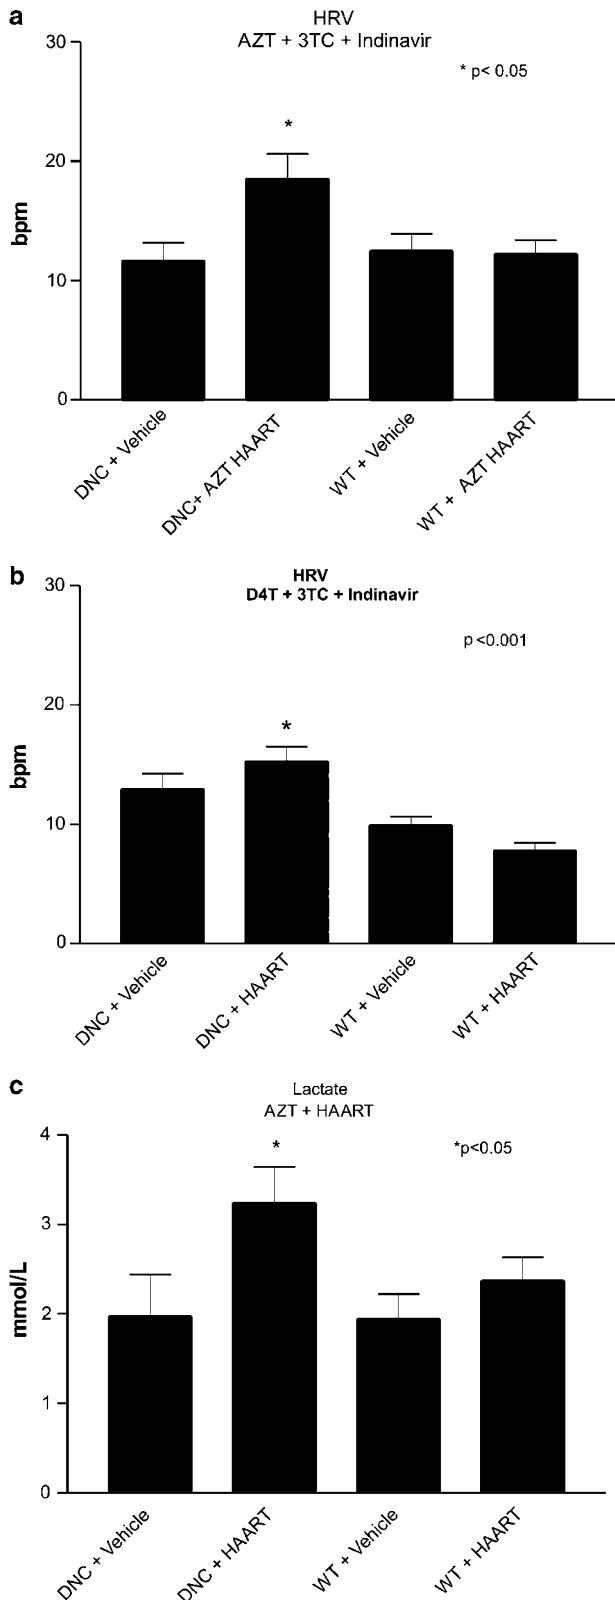 a
HRV
AZT + 3TC + Indinavir
* p< 0.05
*
30
20
10
0
bpm
DNC + Vehicle
DNC+ AZT HAART
WT + Vehicle
WT + AZT HAART
b
HRV
D4T + 3TC + Indinavir
p <0.001
*
30
20
10
0
bpm
DNC + Vehicle
DNC + HAART
WT + Vehicle
WT + HAART
c
Lactate
AZT + HAART
*p<0.05
*
4
3
2
1
0
mmol/L
DNC + Vehicle
DNC + HAART
WT + Vehicle
WT + HAART